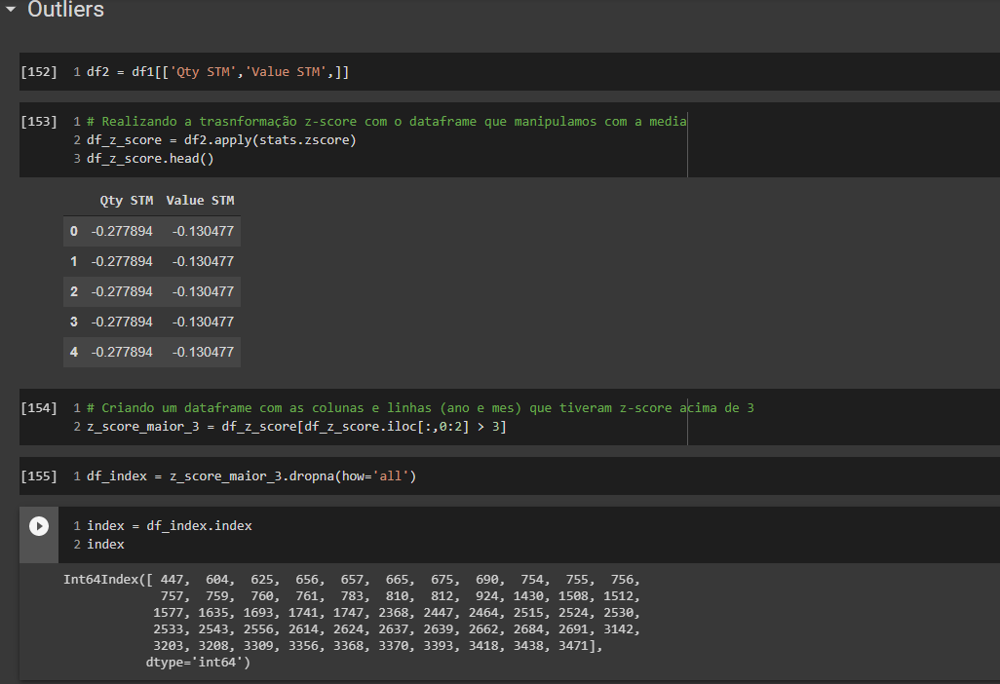 Outliers
[152] 1 df2 = df1[['Qty STM','Value STM',]]
[153] 1 # Realizando a trasnformação z-score com o dataframe que manipulamos com a media
2 df_z_score = df2.apply(stats.zscore)
3 df_z_score.head()
Qty STM Value STM
0 -0.277894 -0.130477
1 -0.277894 -0.130477
2 -0.277894 -0.130477
3 -0.277894 -0.130477
4 -0.277894 -0.130477
[154] 1 # Criando um dataframe com as colunas e linhas (ano e mes) que tiveram z-score acima de 3
2 z_score_maior_3 = df_z_score[df_z_score.iloc[:,0:2] > 3]
[155] 1 df_index = z_score_maior_3.dropna(how='all')
1 index = df_index.index
2 index
Int64Index([ 447, 604, 625, 656, 657, 665, 675, 690, 754, 755, 756,
757, 759, 760, 761, 783, 810, 812, 924, 1430, 1508, 1512,
1577, 1635, 1693, 1741, 1747, 2368, 2447, 2464, 2515, 2524, 2530,
2533, 2543, 2556, 2614, 2624, 2637, 2639, 2662, 2684, 2691, 3142,
3203, 3208, 3309, 3356, 3368, 3370, 3393, 3418, 3438, 3471],
dtype='int64')